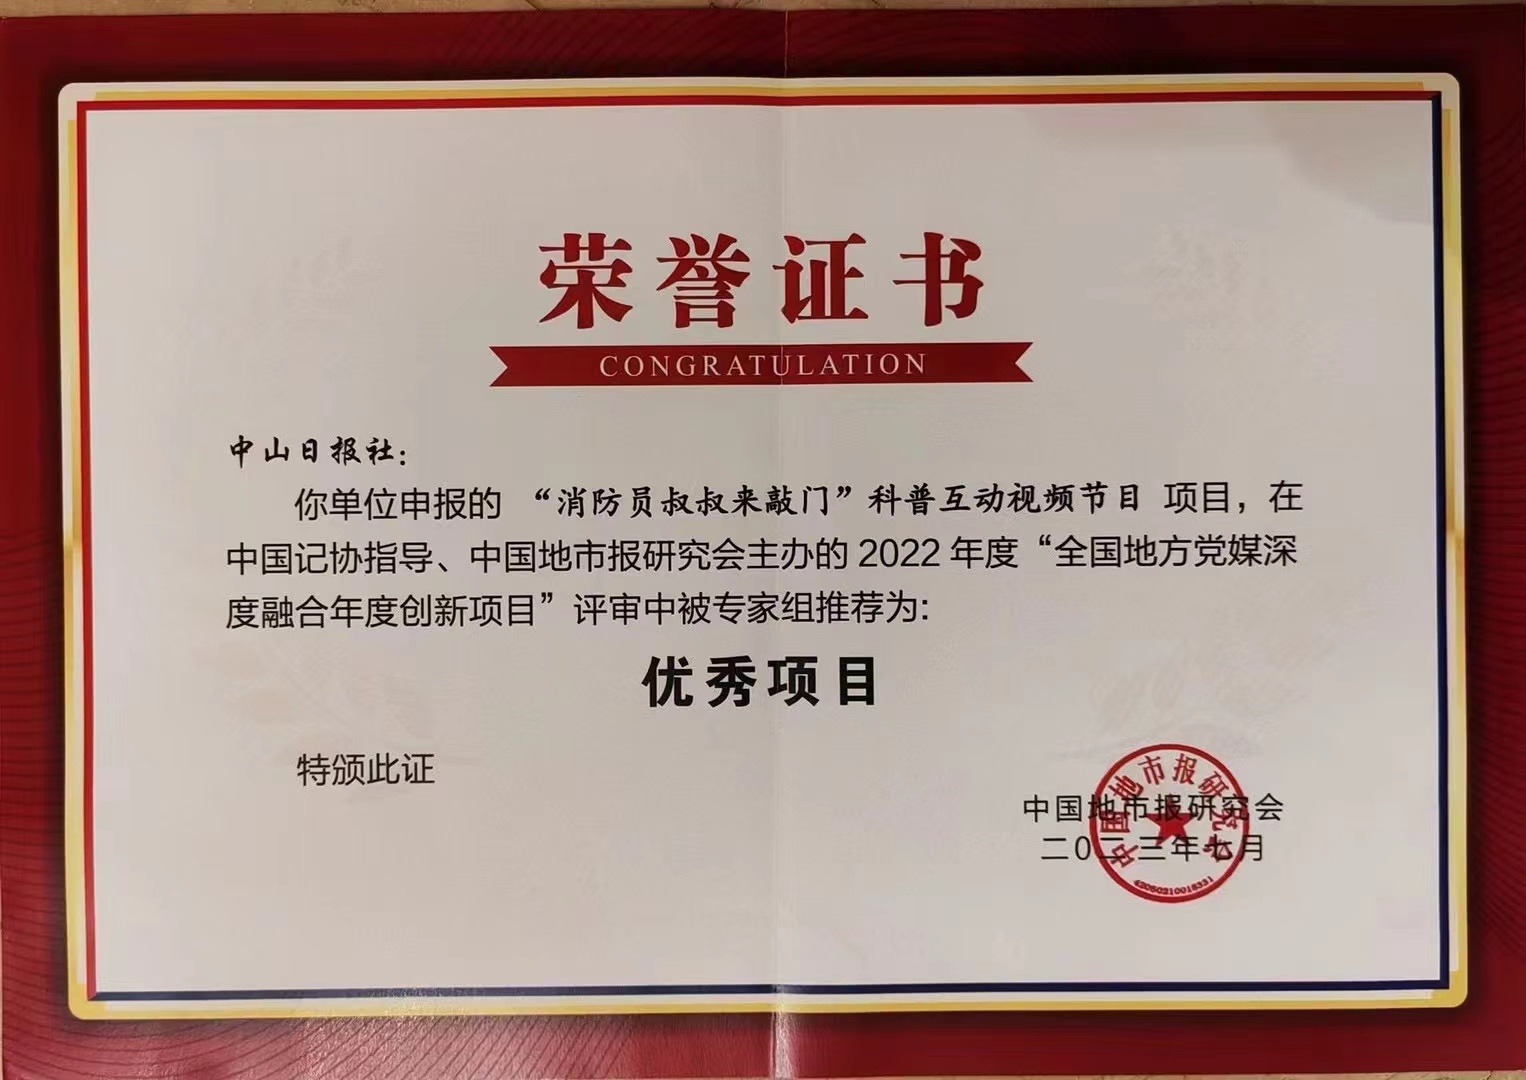 荣誉证书
CONGRATULATION
中山日报社：
你单位申报的 “消防员叔叔来敲门”科普互动视频节目 项目，在
中国记协指导、中国地市报研究会主办的 2022 年度“全国地方党媒深
度融合年度创新项目”评审中被专家组推荐为：
优秀项目
特颁此证
中国地市报研究会
二0二三年七月
中国地市报研究会
42050210018331